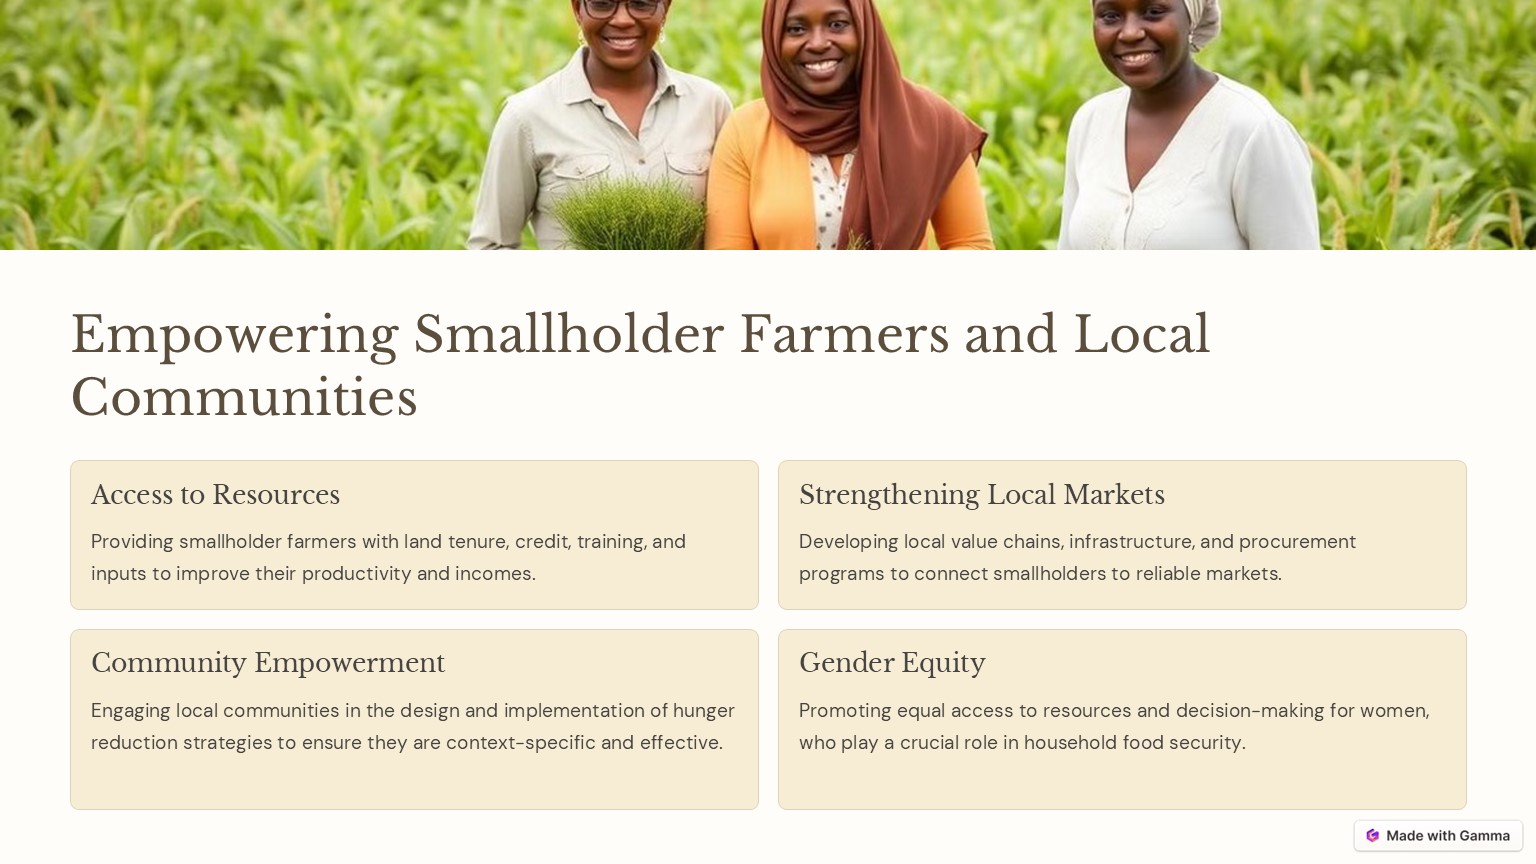 Empowering Smallholder Farmers and Local
Communities
Access to Resources
Providing smallholder farmers with land tenure, credit, training, and
inputs to improve their productivity and incomes.
Strengthening Local Markets
Developing local value chains, infrastructure, and procurement
programs to connect smallholders to reliable markets.
Community Empowerment
Engaging local communities in the design and implementation of hunger
reduction strategies to ensure they are context-specific and effective.
Gender Equity
Promoting equal access to resources and decision-making for women,
who play a crucial role in household food security.
Made with Gamma